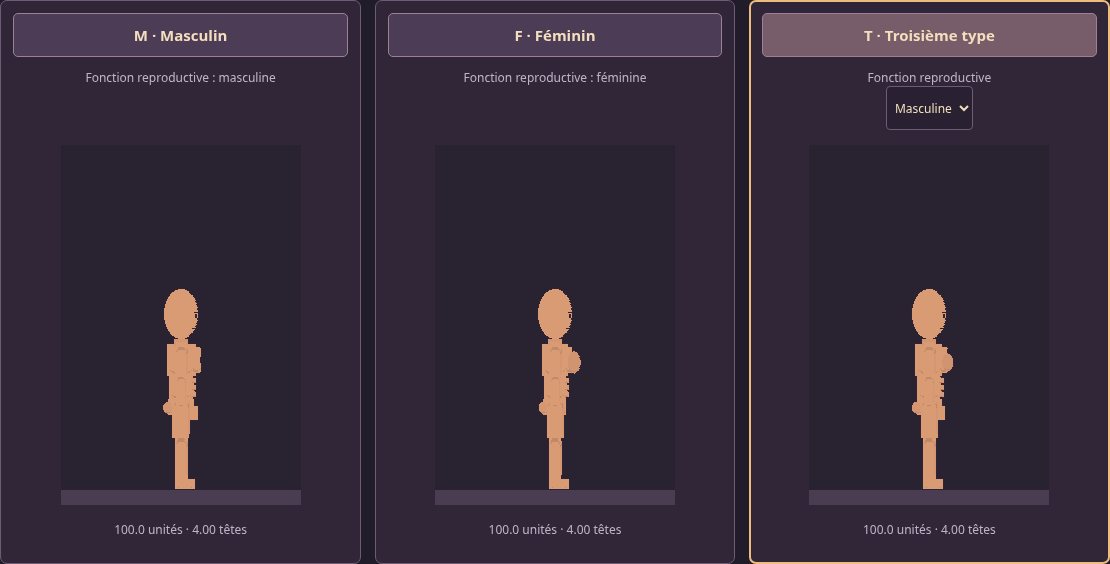 M · Masculin
Fonction reproductive : masculine
100.0 unités · 4.00 têtes
F · Féminin
Fonction reproductive : féminine
100.0 unités · 4.00 têtes
T · Troisième type
Fonction reproductive
Masculine
100.0 unités · 4.00 têtes